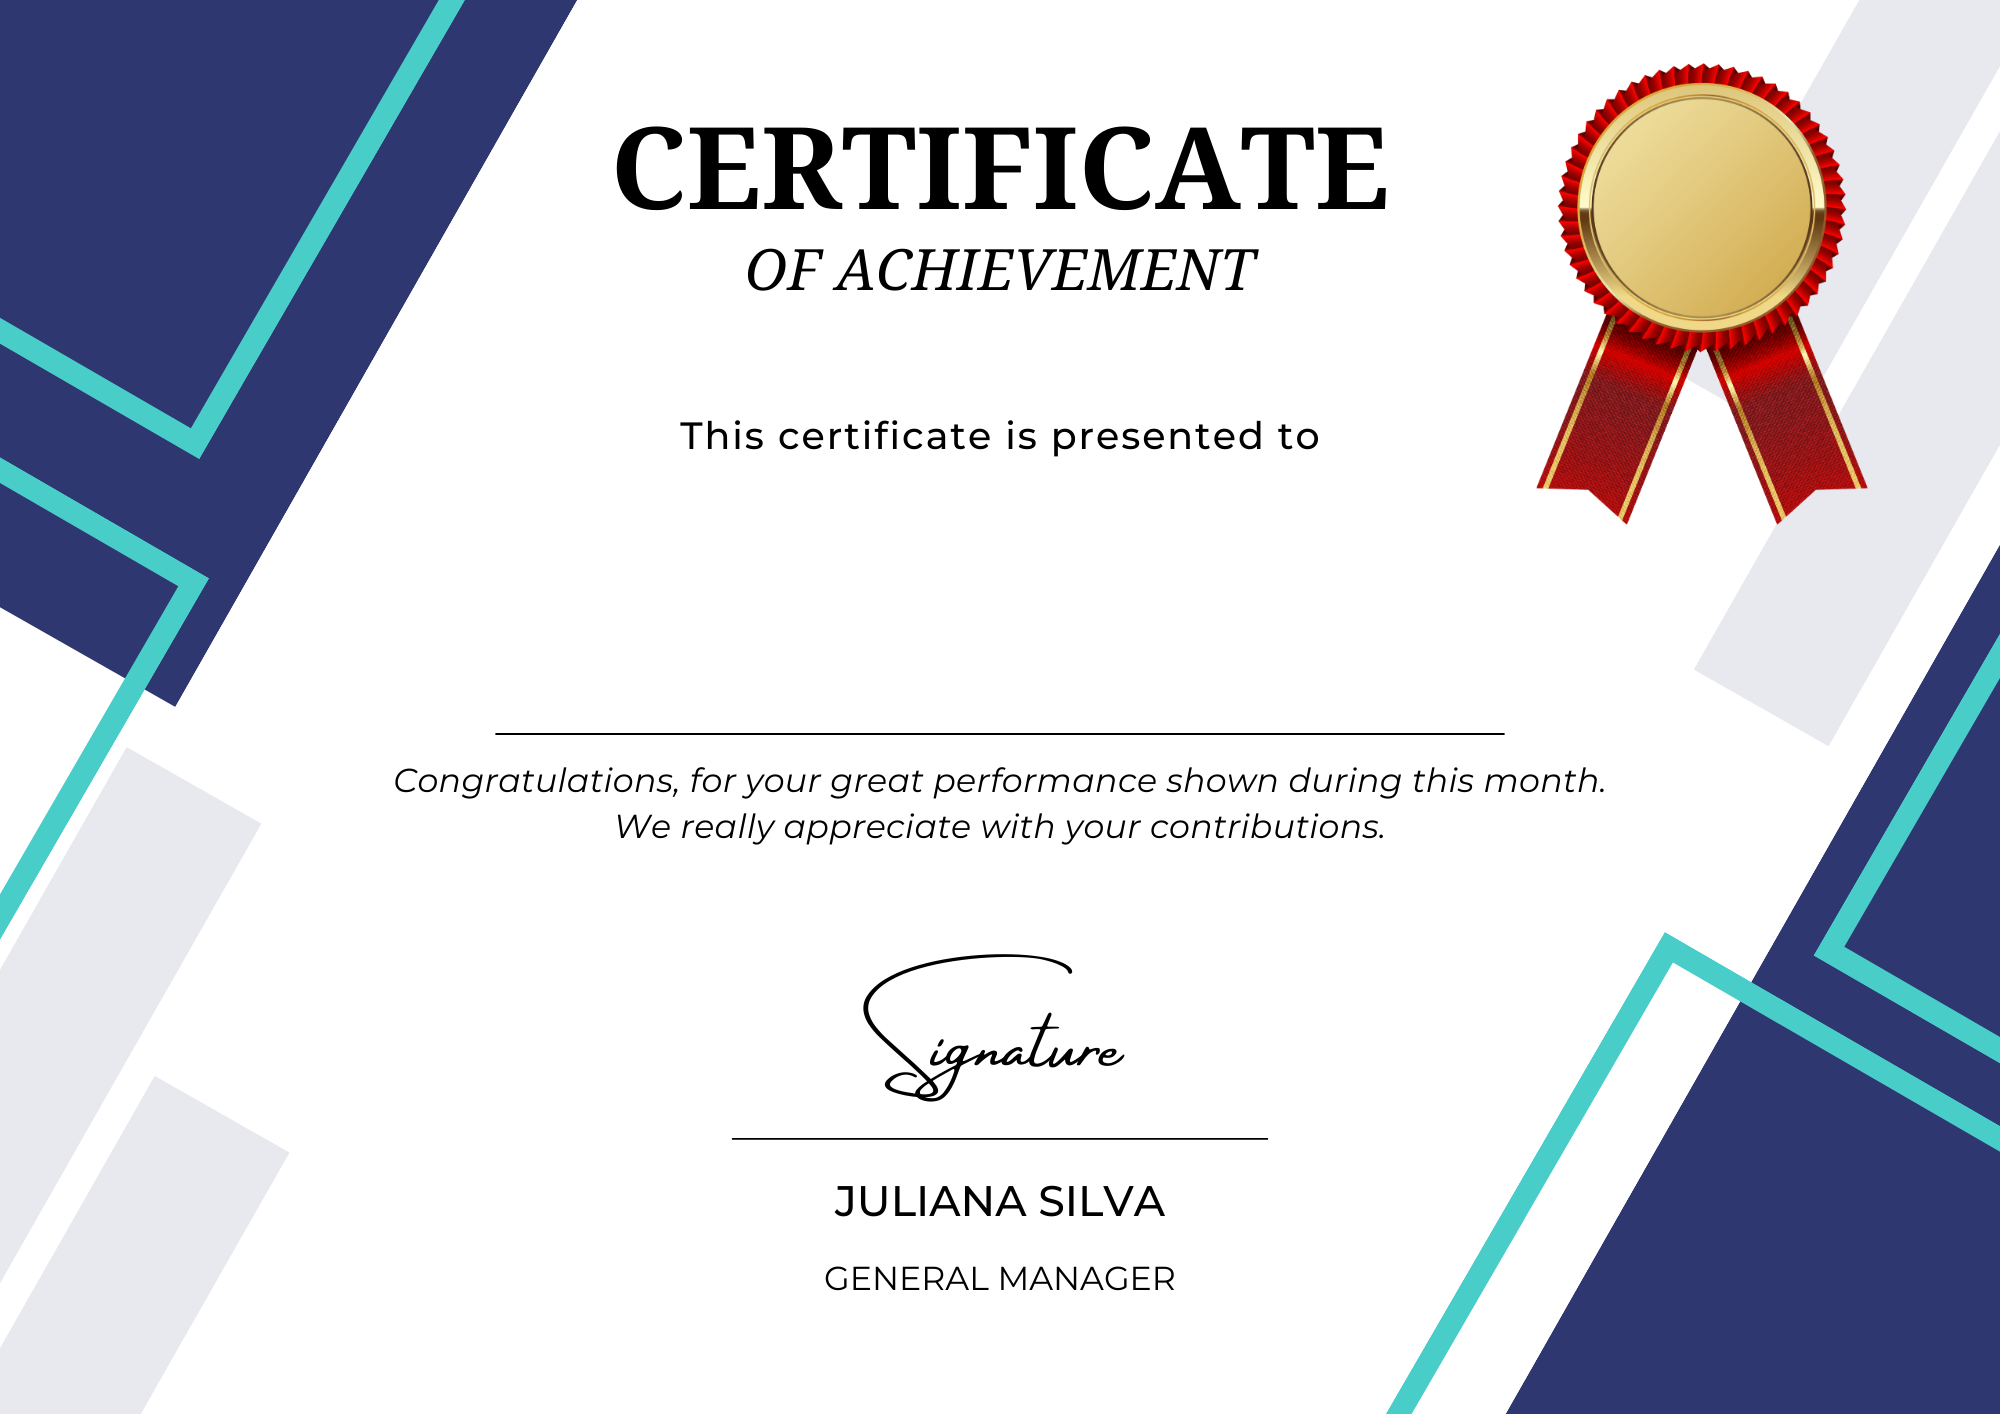 CERTIFICATE
OF ACHIEVEMENT
This certificate is presented to
Congratulations, for your great performance shown during this month.
We really appreciate with your contributions.
Signature
JULIANA SILVA
GENERAL MANAGER